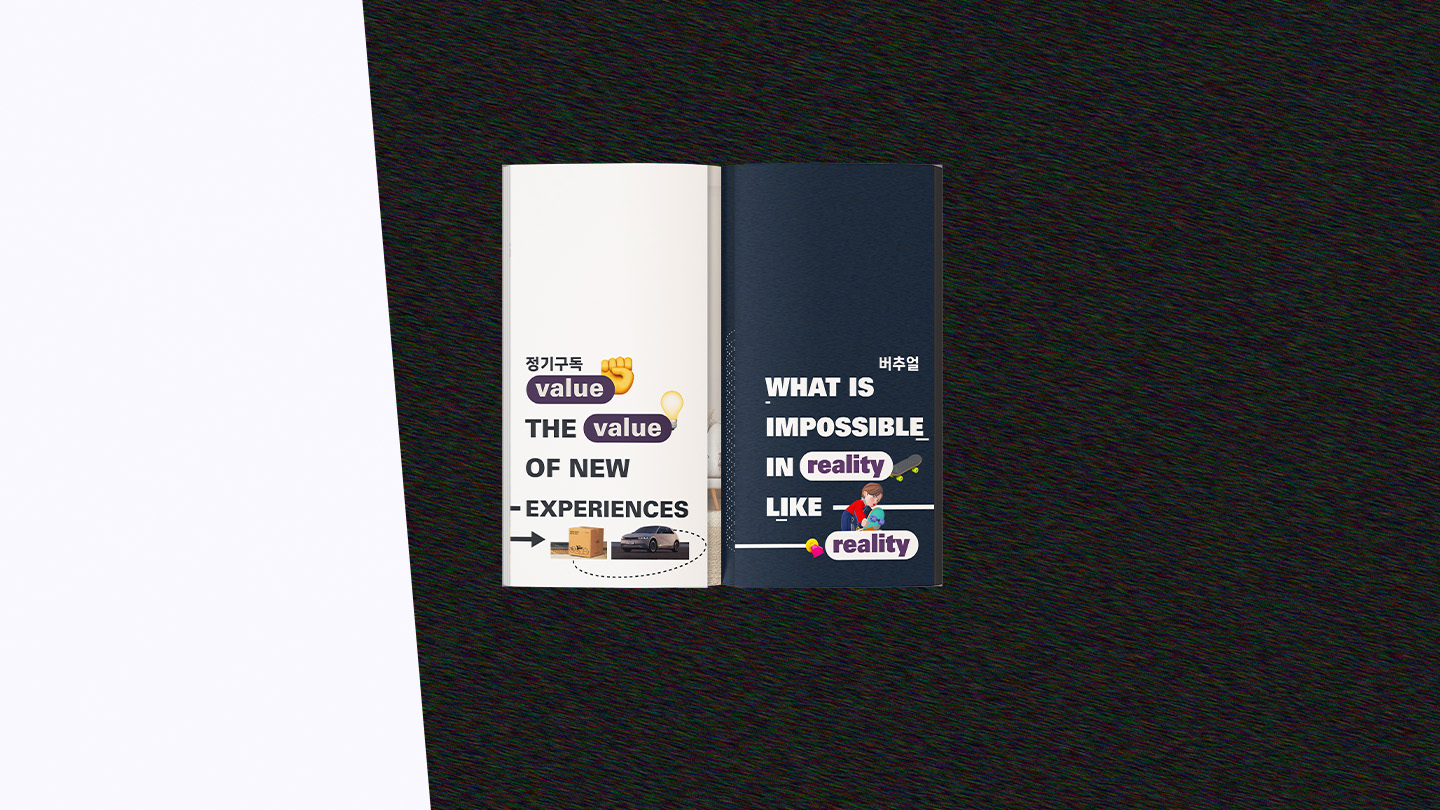 정기구독
value
THE value
OF NEW
EXPERIENCES
버추얼
WHAT IS
IMPOSSIBLE
IN reality
LIKE
reality